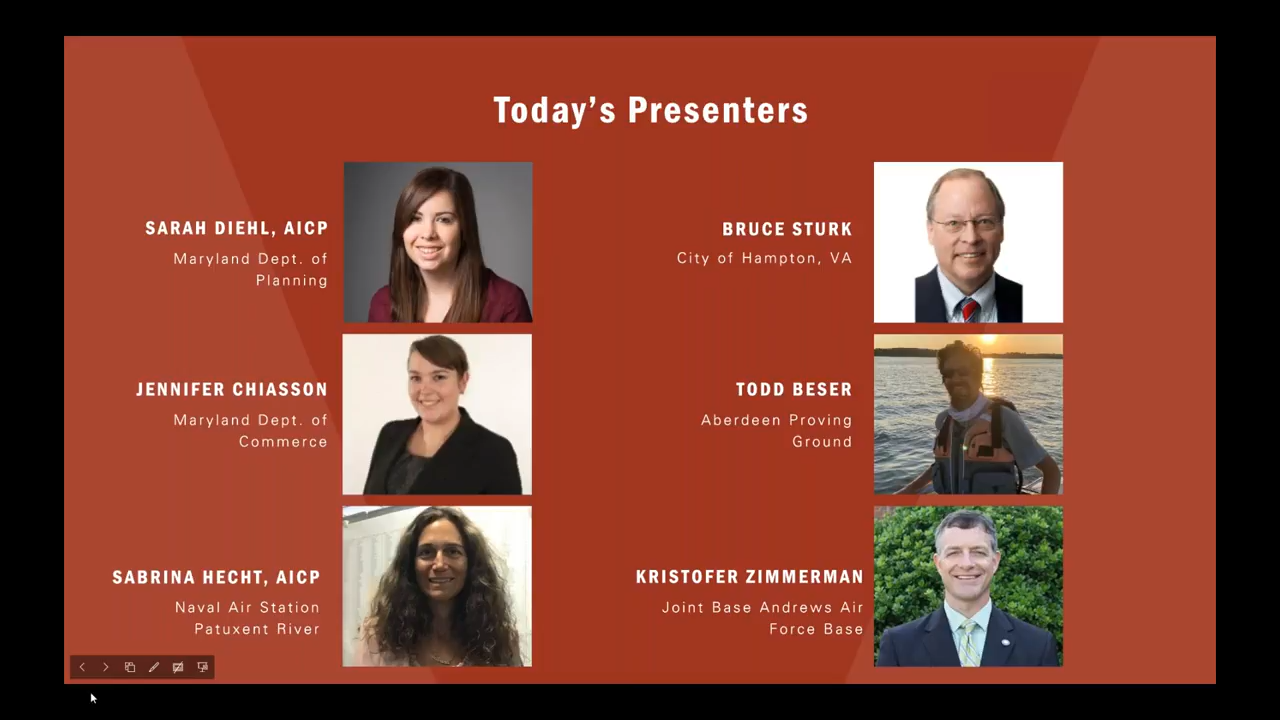 Today’s Presenters
SARAH DIEHL, AICP
Maryland Dept. of
Planning
BRUCE STURK
City of Hampton, VA
JENNIFER CHIASSON
Maryland Dept. of
Commerce
TODD BESER
Aberdeen Proving
Ground
SABRINA HECHT, AICP
Naval Air Station
Patuxent River
KRISTOFER ZIMMERMAN
Joint Base Andrews Air
Force Base